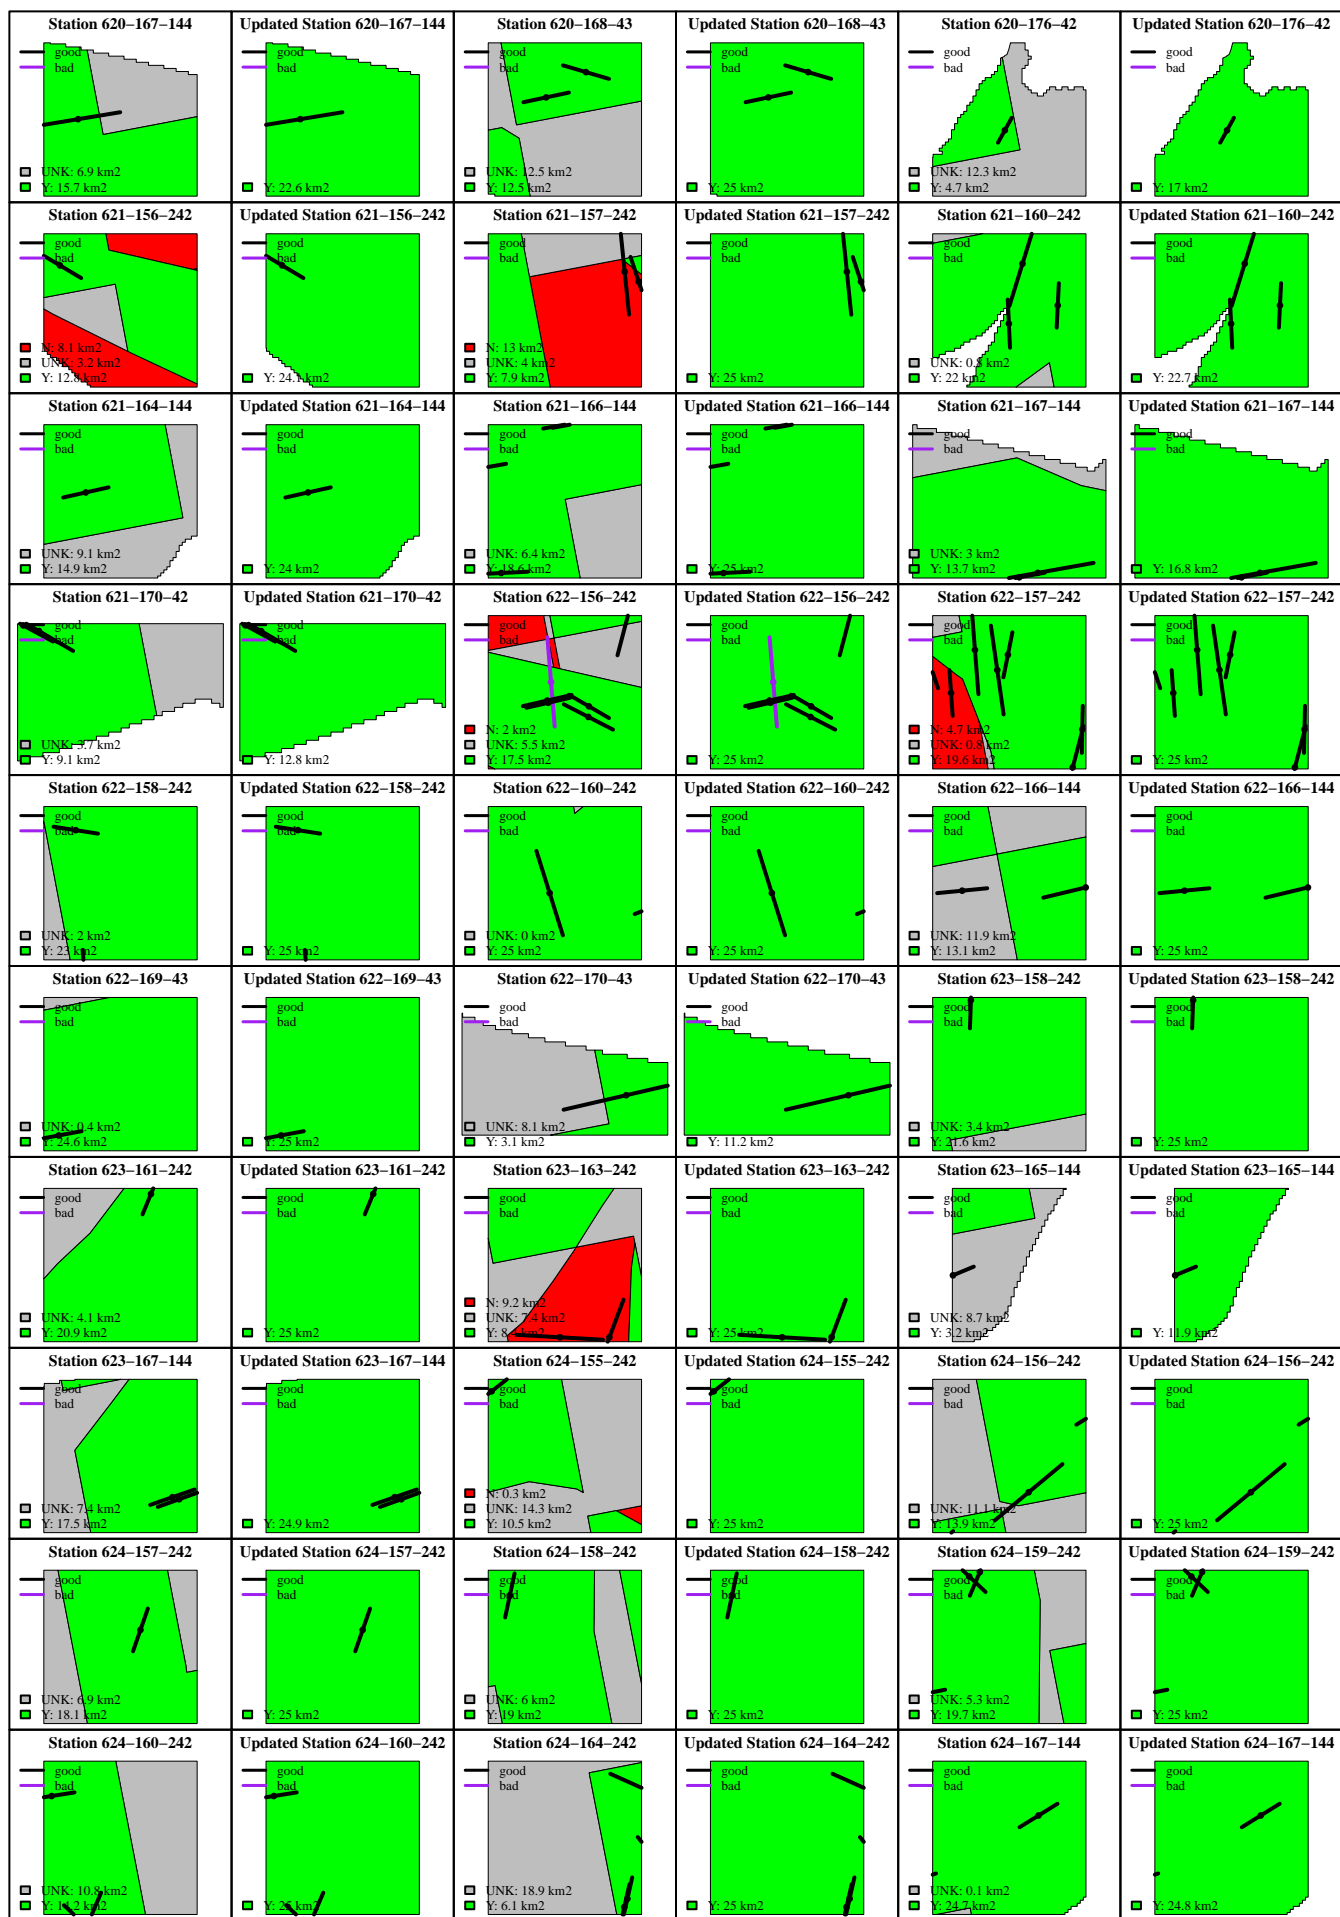 Station 620−167−144
good
bad
UNK: 6.9 km2
Y: 15.7 km2
Updated Station 620−167−144
good
bad
Y: 22.6 km2
Station 620−168−43
good
bad
UNK: 12.5 km2
Y: 12.5 km2
Updated Station 620−168−43
good
bad
Y: 25 km2
Station 620−176−42
good
bad
UNK: 12.3 km2
Y: 4.7 km2
Updated Station 620−176−42
good
bad
Y: 17 km2
Station 621−156−242
good
bad
N: 8.1 km2
UNK: 3.2 km2
Y: 12.8 km2
Updated Station 621−156−242
good
bad
Y: 24.1 km2
Station 621−157−242
good
bad
N: 13 km2
UNK: 4 km2
Y: 7.9 km2
Updated Station 621−157−242
good
bad
Y: 25 km2
Station 621−160−242
good
bad
UNK: 0.8 km2
Y: 22 km2
Updated Station 621−160−242
good
bad
Y: 22.7 km2
Station 621−164−144
good
bad
UNK: 9.1 km2
Y: 14.9 km2
Updated Station 621−164−144
good
bad
Y: 24 km2
Station 621−166−144
good
bad
UNK: 6.4 km2
Y: 18.6 km2
Updated Station 621−166−144
good
bad
Y: 25 km2
Station 621−167−144
good
bad
UNK: 3 km2
Y: 13.7 km2
Updated Station 621−167−144
good
bad
Y: 16.8 km2
Station 621−170−42
good
bad
UNK: 3.7 km2
Y: 9.1 km2
Updated Station 621−170−42
good
bad
Y: 12.8 km2
Station 622−156−242
good
bad
N: 2 km2
UNK: 5.5 km2
Y: 17.5 km2
Updated Station 622−156−242
good
bad
Y: 25 km2
Station 622−157−242
good
bad
N: 4.7 km2
UNK: 0.8 km2
Y: 19.6 km2
Updated Station 622−157−242
good
bad
Y: 25 km2
Station 622−158−242
good
bad
UNK: 2 km2
Y: 23 km2
Updated Station 622−158−242
good
bad
Y: 25 km2
Station 622−160−242
good
bad
UNK: 0 km2
Y: 25 km2
Updated Station 622−160−242
good
bad
Y: 25 km2
Station 622−166−144
good
bad
UNK: 11.9 km2
Y: 13.1 km2
Updated Station 622−166−144
good
bad
Y: 25 km2
Station 622−169−43
good
bad
UNK: 0.4 km2
Y: 24.6 km2
Updated Station 622−169−43
good
bad
Y: 25 km2
Station 622−170−43
good
bad
UNK: 8.1 km2
Y: 3.1 km2
Updated Station 622−170−43
good
bad
Y: 11.2 km2
Station 623−158−242
good
bad
UNK: 3.4 km2
Y: 21.6 km2
Updated Station 623−158−242
good
bad
Y: 25 km2
Station 623−161−242
good
bad
UNK: 4.1 km2
Y: 20.9 km2
Updated Station 623−161−242
good
bad
Y: 25 km2
Station 623−163−242
good
bad
N: 9.2 km2
UNK: 7.4 km2
Updated Station 623−163−242
good
bad
Y: 25 km2
Station 623−165−144
good
bad
UNK: 8.7 km2
Y: 3.2 km2
Updated Station 623−165−144
good
bad
Y: 11.9 km2
Station 623−167−144
good
bad
UNK: 7.4 km2
Y: 17.5 km2
Updated Station 623−167−144
good
bad
Y: 24.9 km2
Station 624−155−242
good
bad
N: 0.3 km2
UNK: 14.3 km2
Y: 10.5 km2
Updated Station 624−155−242
good
bad
Y: 25 km2
Station 624−156−242
good
bad
UNK: 11.1 km2
Y: 13.9 km2
Updated Station 624−156−242
good
bad
Y: 25 km2
Station 624−157−242
good
bad
UNK: 6.9 km2
Y: 18.1 km2
Updated Station 624−157−242
good
bad
Y: 25 km2
Station 624−158−242
good
bad
UNK: 6 km2
Y: 19 km2
Updated Station 624−158−242
good
bad
Y: 25 km2
Station 624−159−242
good
bad
UNK: 5.3 km2
Y: 19.7 km2
Updated Station 624−159−242
good
bad
Y: 25 km2
Station 624−160−242
good
bad
UNK: 10.8 km2
Y: 14.2 km2
Updated Station 624−160−242
good
bad
Y: 25 km2
Station 624−164−242
good
bad
UNK: 18.9 km2
Y: 6.1 km2
Updated Station 624−164−242
good
bad
Y: 25 km2
Station 624−167−144
good
bad
UNK: 0.1 km2
Y: 24.7 km2
Updated Station 624−167−144
good
bad
Y: 24.8 km2